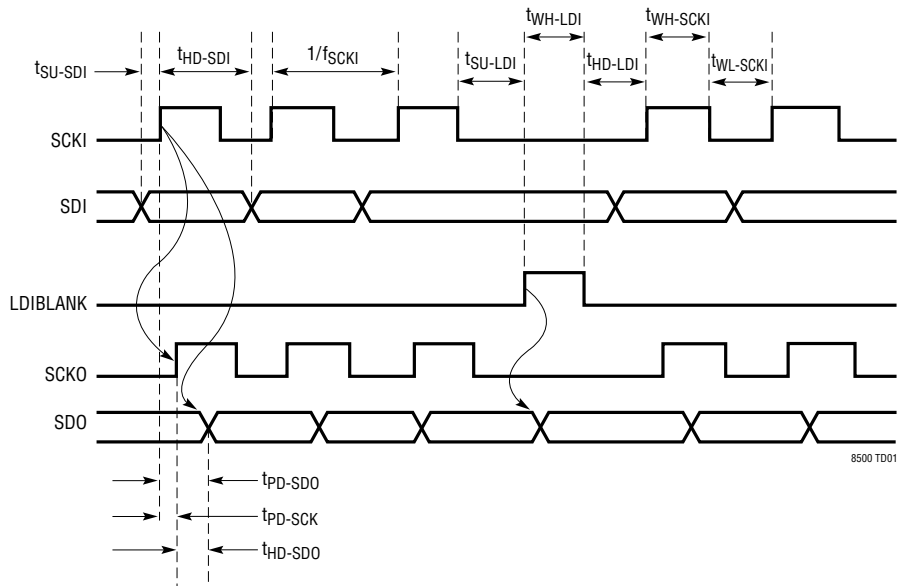 tSU-SDI
tHD-SDI
1/fSCKI
tSU-LDI
tWH-LDI
tHD-LDI
tWH-SCKI
tWL-SCKI
SCKI
SDI
LDIBLANK
SCKO
SDO
8500 TD01
tPD-SDO
tPD-SCK
tHD-SDO